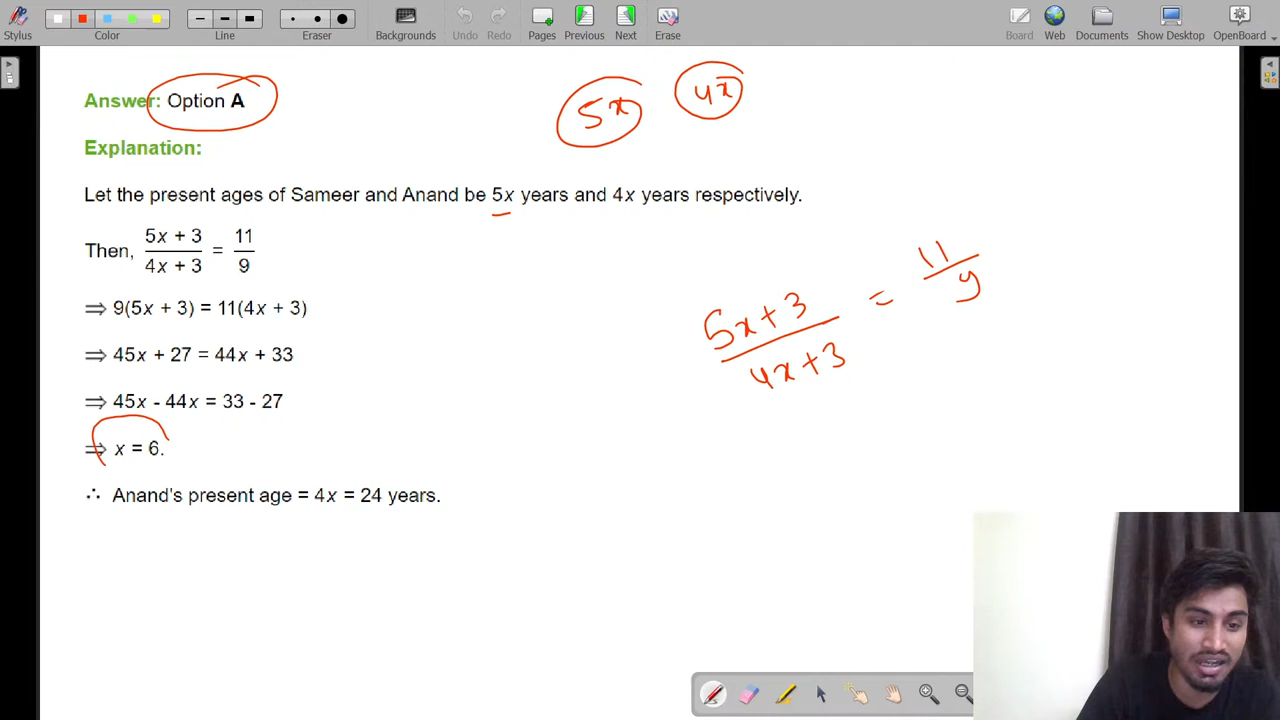 Stylus
Color
Line
Eraser
Backgrounds
Undo
Redo
Pages
Previous
Next
Erase
Board
Web
Documents
Show Desktop
OpenBoard
Answer: Option A
5x 4x
Explanation:
Let the present ages of Sameer and Anand be 5x years and 4x years respectively.
Then, (5x + 3)/(4x + 3) = 11/9
⇒ 9(5x + 3) = 11(4x + 3)
(5x+3)/(4x+3) = 11/9
⇒ 45x + 27 = 44x + 33
⇒ 45x - 44x = 33 - 27
⇒ x = 6.
∴ Anand's present age = 4x = 24 years.